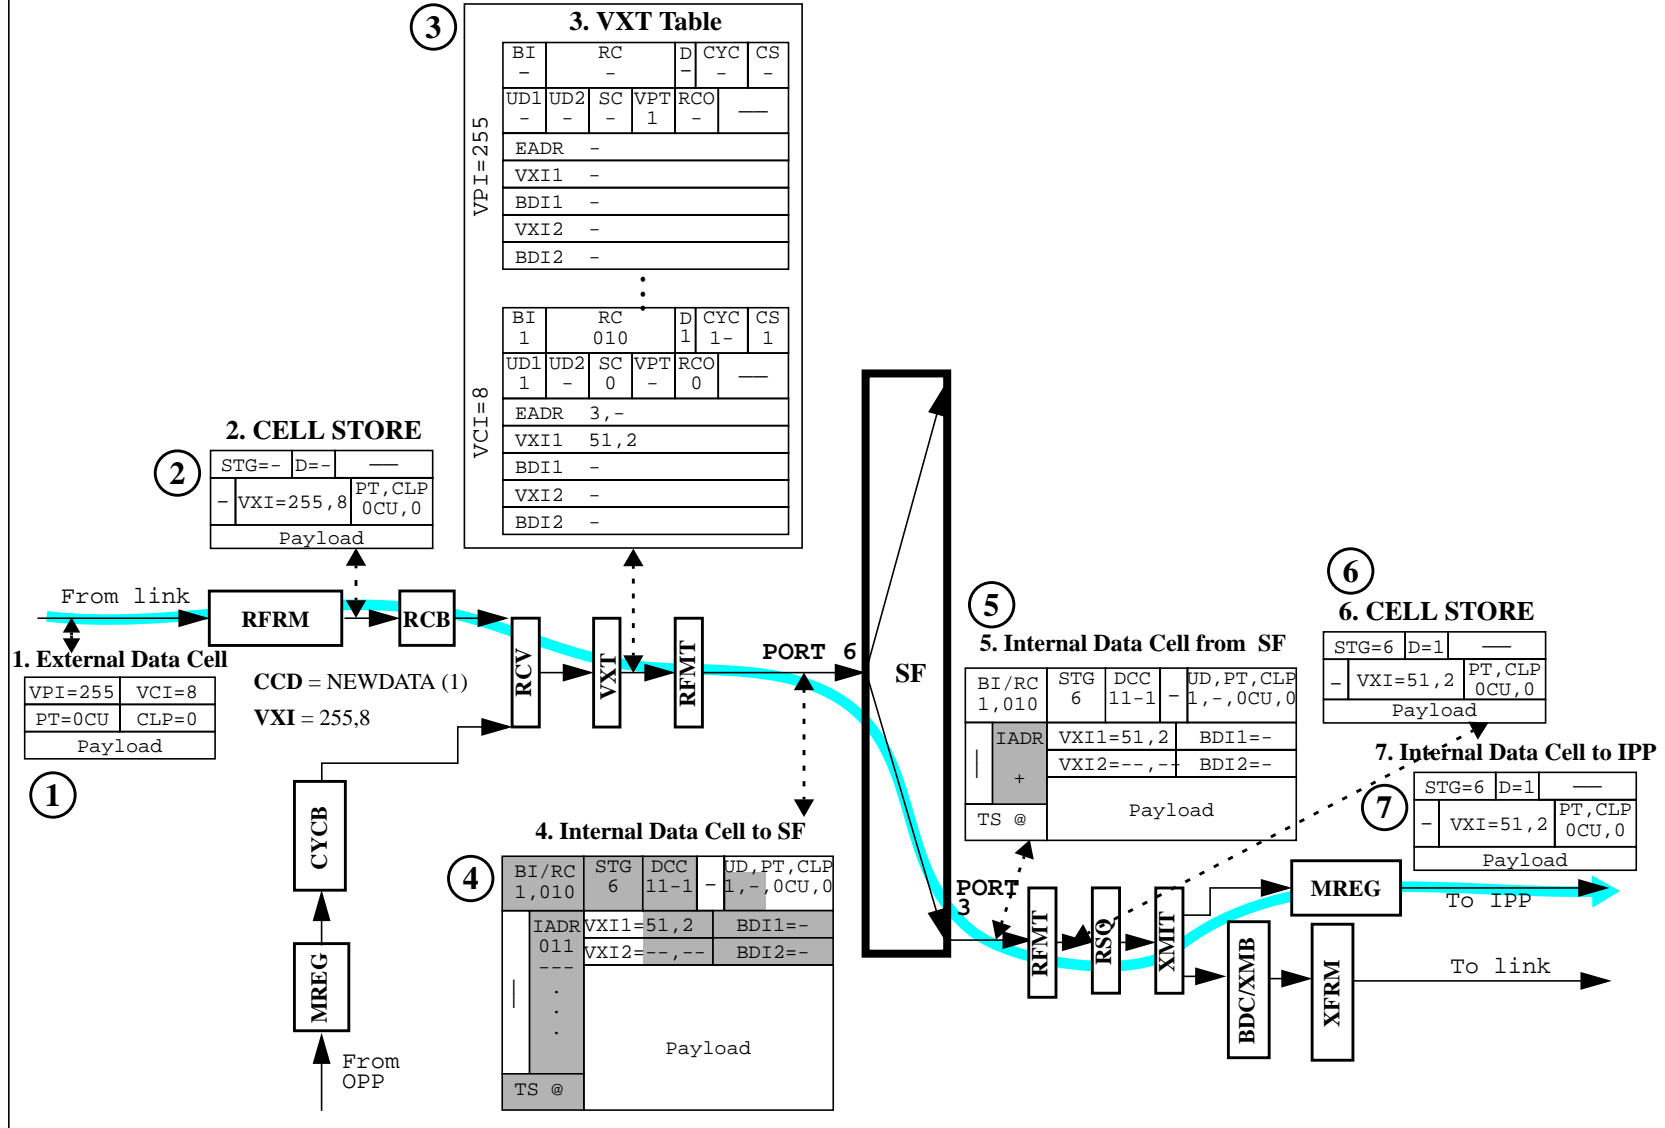 3
3. VXT Table
BI RC D CYC CS
- - - - -
UD1 UD2 SC VPT RCO ——
- - - 1 -
VPI=255
EADR -
VXI1 -
BDI1 -
VXI2 -
BDI2 -
BI RC D CYC CS
1 010 1 1- 1
UD1 UD2 SC VPT RCO ——
1 - 0 - 0
VCI=8
EADR 3,-
VXI1 51,2
BDI1 -
VXI2 -
BDI2 -
2. CELL STORE
2
STG=- D=- ——
- VXI=255,8 PT,CLP
0CU,0
Payload
From link
RFRM
RCB
RCV
VXT
RFMT
PORT 6
SF
1. External Data Cell
VPI=255 VCI=8
PT=0CU CLP=0
Payload
1
CCD = NEWDATA (1)
VXI = 255,8
CYCB
MREG
From
OPP
4. Internal Data Cell to SF
4
BI/RC STG DCC - UD,PT,CLP
1,010 6 11-1 1,-,0CU,0
IADR VXI1=51,2 BDI1=-
011 VXI2=--,-- BDI2=-
---
.
.
.
Payload
TS @
5
5. Internal Data Cell from SF
BI/RC STG DCC - UD,PT,CLP
1,010 6 11-1 1,-,0CU,0
IADR VXI1=51,2 BDI1=-
+ VXI2=--,-- BDI2=-
Payload
TS @
6
6. CELL STORE
STG=6 D=1 ——
- VXI=51,2 PT,CLP
0CU,0
Payload
7. Internal Data Cell to IPP
7
STG=6 D=1 ——
- VXI=51,2 PT,CLP
0CU,0
Payload
PORT
3
RFMT
RSQ
XMIT
MREG
To IPP
BDC/XMB
XFRM
To link